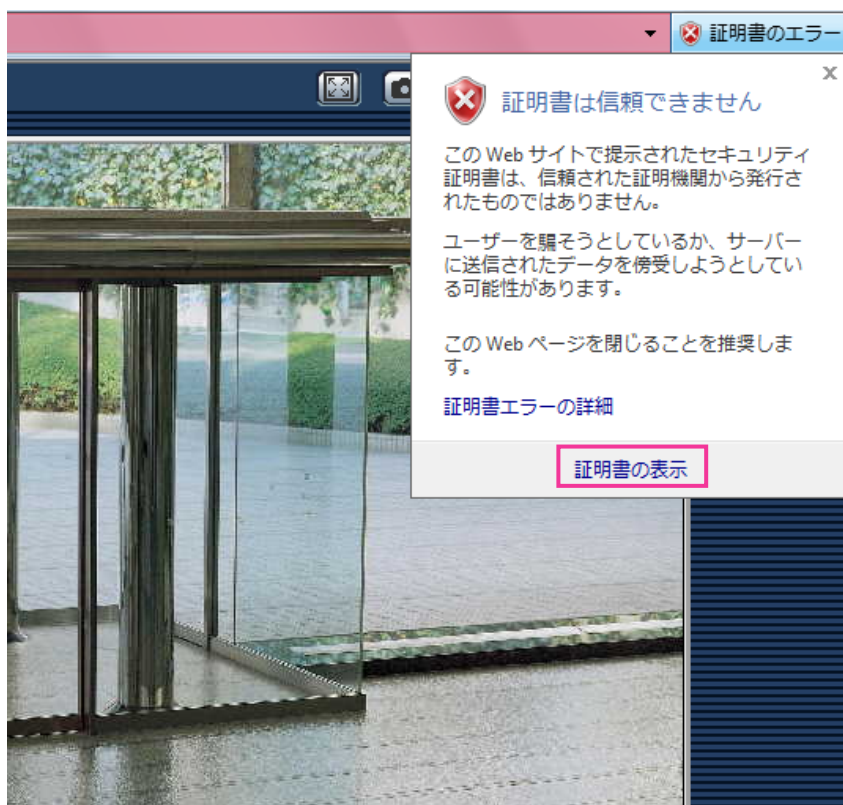 証明書のエラー
x
証明書は信頼できません
この Web サイトで提示されたセキュリティ
証明書は、信頼された証明機関から発行さ
れたものではありません。
ユーザーを騙そうとしているか、サーバー
に送信されたデータを傍受しようとしてい
る可能性があります。
この Web ページを閉じることを推奨しま
す。
証明書エラーの詳細
証明書の表示